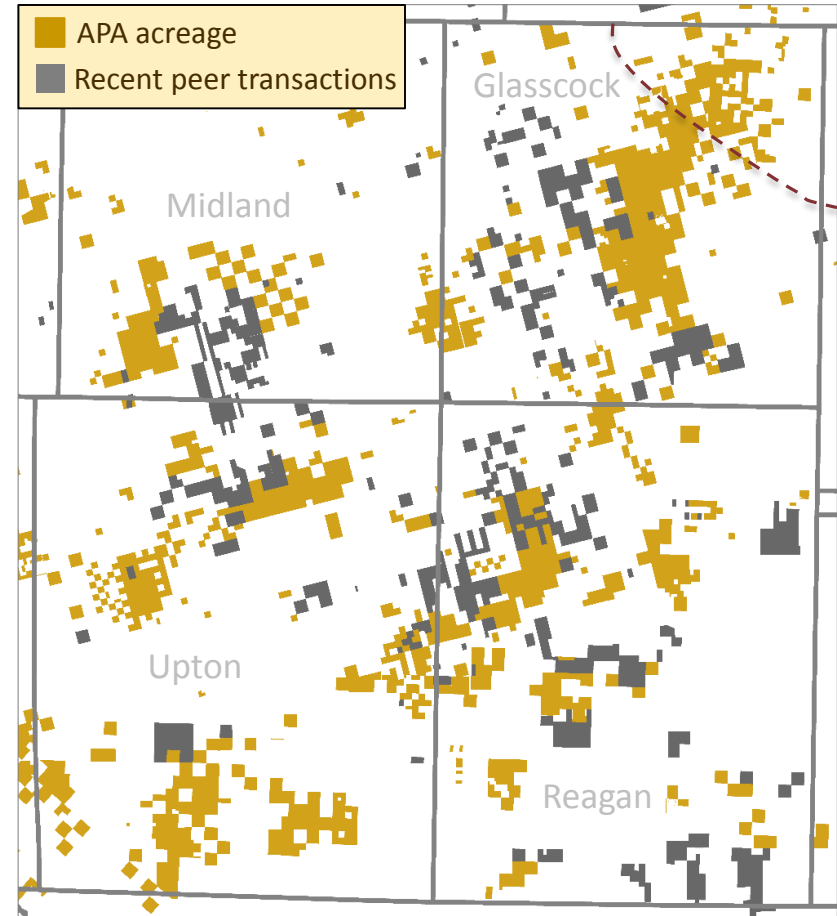 APA acreage
Recent peer transactions
Glasscock
Midland
Upton
Reagan